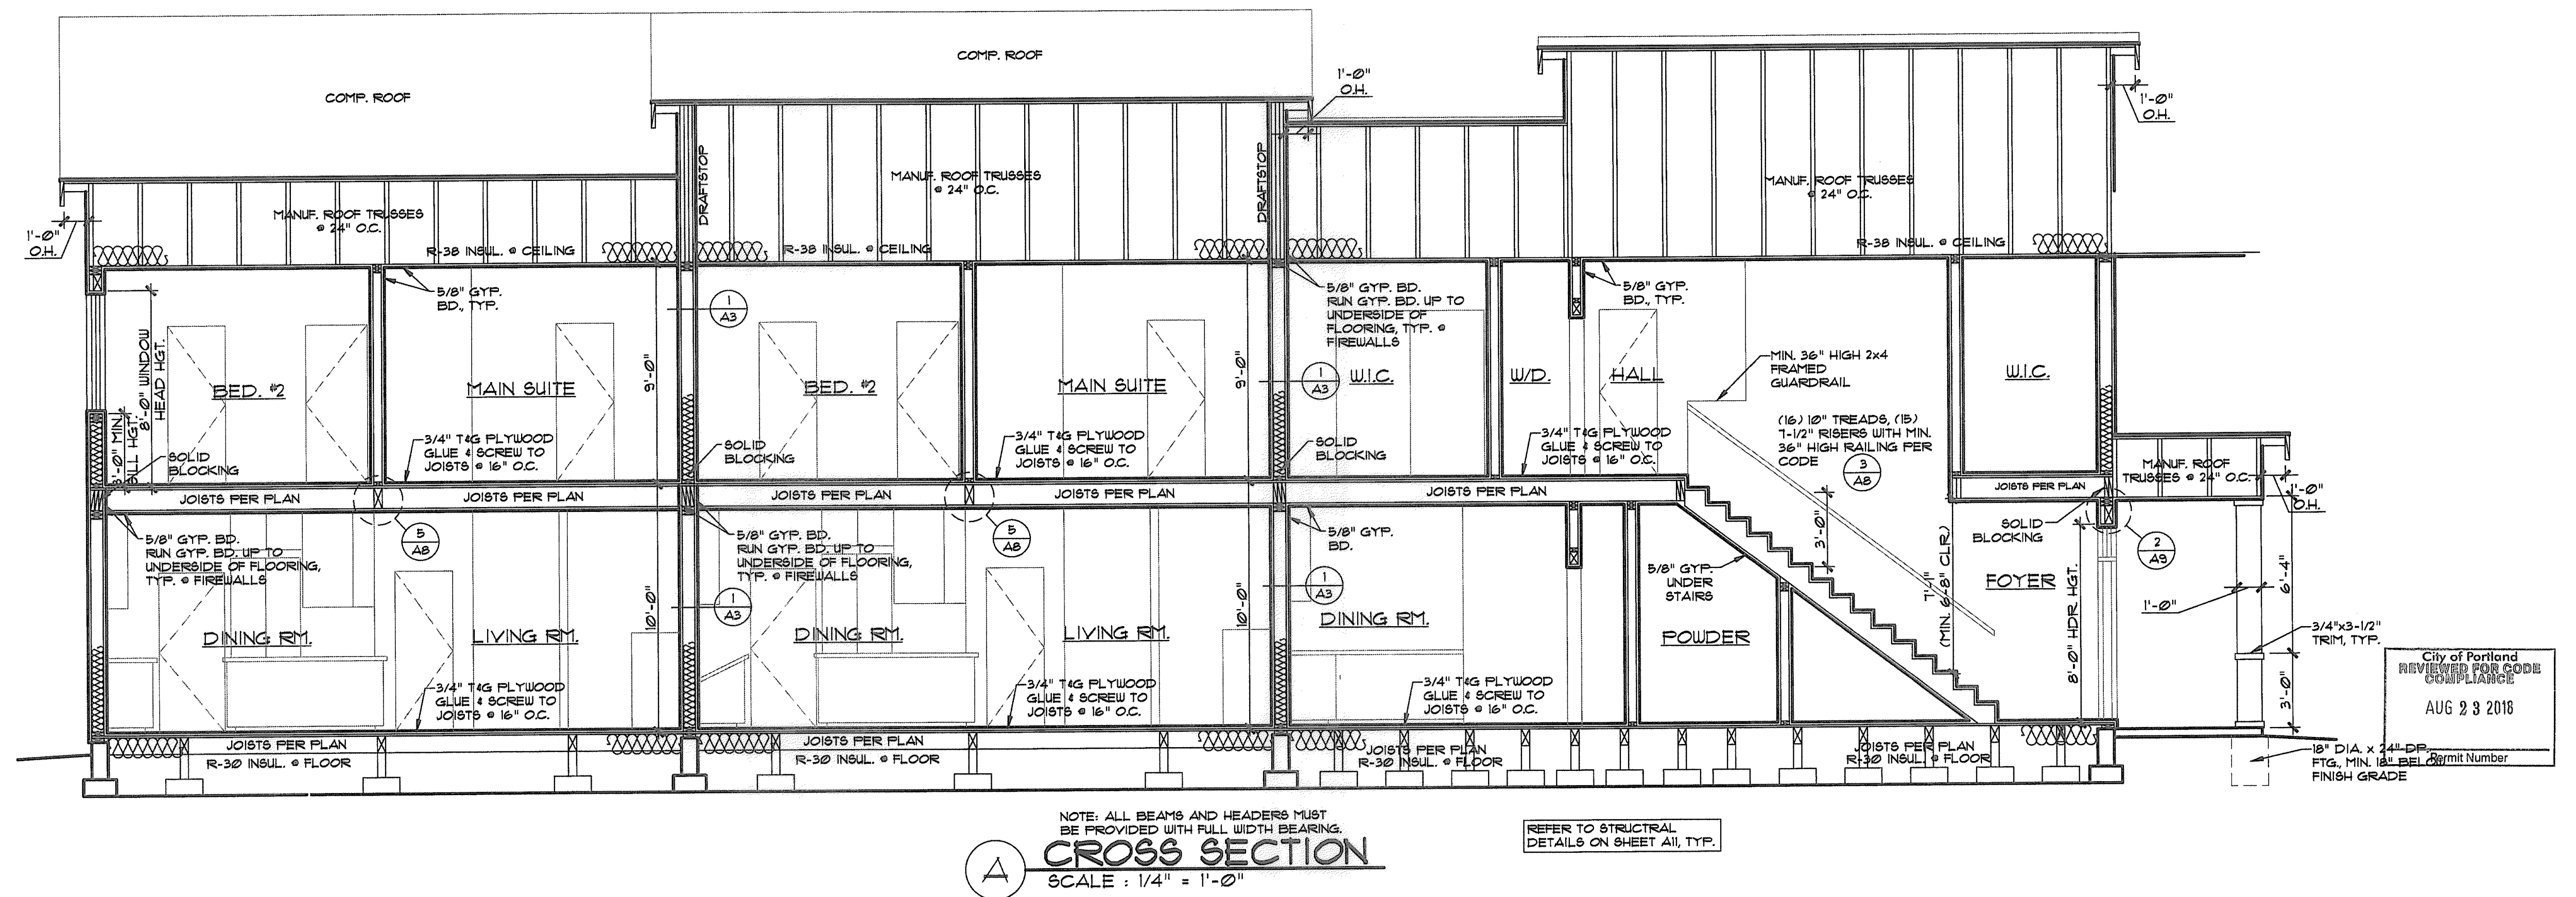 COMP. ROOF
COMP. ROOF
1'-0"
O.H.
1'-0"
O.H.
1'-0"
O.H.
DRAFTSTOP
DRAFTSTOP
MANUF. ROOF TRUSSES
@ 24" O.C.
MANUF. ROOF TRUSSES
@ 24" O.C.
MANUF. ROOF TRUSSES
@ 24" O.C.
R-38 INSUL. @ CEILING
R-38 INSUL. @ CEILING
R-38 INSUL. @ CEILING
5/8" GYP.
BD., TYP.
1
A3
5/8" GYP. BD.
RUN GYP. BD. UP TO
UNDERSIDE OF
FLOORING, TYP. @
FIREWALLS
5/8" GYP.
BD., TYP.
8'-0" WINDOW
HEAD HGT.
3'-0" MIN.
SILL HGT.
BED. #2
MAIN SUITE
9'-0"
BED. #2
MAIN SUITE
9'-0"
1
A3
W.I.C.
W/D.
HALL
MIN. 36" HIGH 2x4
FRAMED
GUARDRAIL
W.I.C.
(16) 10" TREADS, (15)
7-1/2" RISERS WITH MIN.
36" HIGH RAILING PER
CODE
3
A8
SOLID
BLOCKING
3/4" T&G PLYWOOD
GLUE & SCREW TO
JOISTS @ 16" O.C.
SOLID
BLOCKING
3/4" T&G PLYWOOD
GLUE & SCREW TO
JOISTS @ 16" O.C.
SOLID
BLOCKING
3/4" T&G PLYWOOD
GLUE & SCREW TO
JOISTS @ 16" O.C.
MANUF. ROOF
TRUSSES @ 24" O.C.
1'-0"
O.H.
JOISTS PER PLAN
JOISTS PER PLAN
JOISTS PER PLAN
JOISTS PER PLAN
JOISTS PER PLAN
JOISTS PER PLAN
5/8" GYP. BD.
RUN GYP. BD. UP TO
UNDERSIDE OF FLOORING,
TYP. @ FIREWALLS
5
A8
5/8" GYP. BD.
RUN GYP. BD. UP TO
UNDERSIDE OF FLOORING,
TYP. @ FIREWALLS
5
A8
5/8" GYP.
BD.
3'-0"
SOLID
BLOCKING
2
A9
1
A3
1
A3
5/8" GYP.
UNDER
STAIRS
7'-1"
(MIN. 6'-8" CLR.)
FOYER
8'-0" HDR. HGT.
1'-0"
6'-4"
3'-0"
DINING RM.
LIVING RM.
10'-0"
DINING RM.
LIVING RM.
10'-0"
DINING RM.
POWDER
3/4"x3-1/2"
TRIM, TYP.
3/4" T&G PLYWOOD
GLUE & SCREW TO
JOISTS @ 16" O.C.
3/4" T&G PLYWOOD
GLUE & SCREW TO
JOISTS @ 16" O.C.
3/4" T&G PLYWOOD
GLUE & SCREW TO
JOISTS @ 16" O.C.
JOISTS PER PLAN
R-30 INSUL. @ FLOOR
JOISTS PER PLAN
R-30 INSUL. @ FLOOR
JOISTS PER PLAN
R-30 INSUL. @ FLOOR
JOISTS PER PLAN
R-30 INSUL. @ FLOOR
18" DIA. x 24" DP.
FTG., MIN. 18" BELOW
FINISH GRADE
City of Portland
REVIEWED FOR CODE
COMPLIANCE
AUG 23 2018
Permit Number
NOTE: ALL BEAMS AND HEADERS MUST
BE PROVIDED WITH FULL WIDTH BEARING.
A
CROSS SECTION
SCALE : 1/4" = 1'-0"
REFER TO STRUCTRAL
DETAILS ON SHEET A11, TYP.